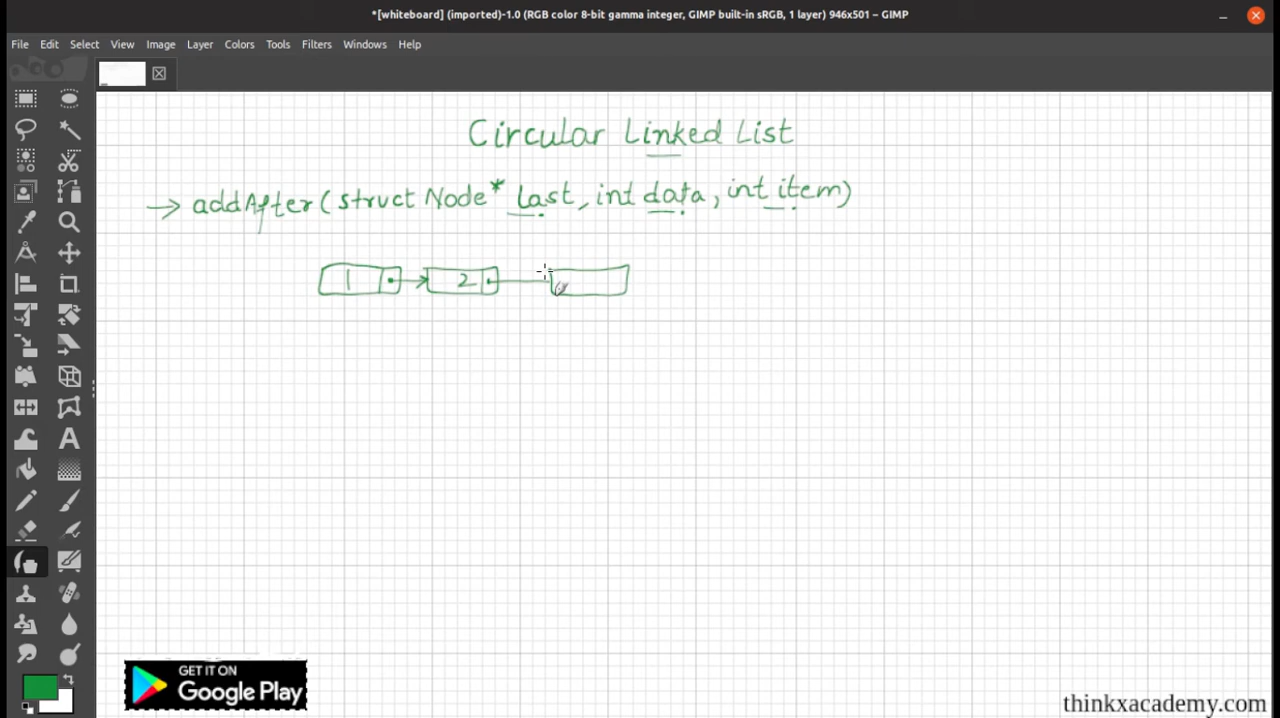 *[whiteboard] (imported)-1.0 (RGB color 8-bit gamma integer, GIMP built-in sRGB, 1 layer) 946x501 – GIMP
File Edit Select View Image Layer Colors Tools Filters Windows Help
Circular Linked List
→ addAfter(struct Node* last, int data, int item)
1 2
GET IT ON
Google Play
thinkxacademy.com